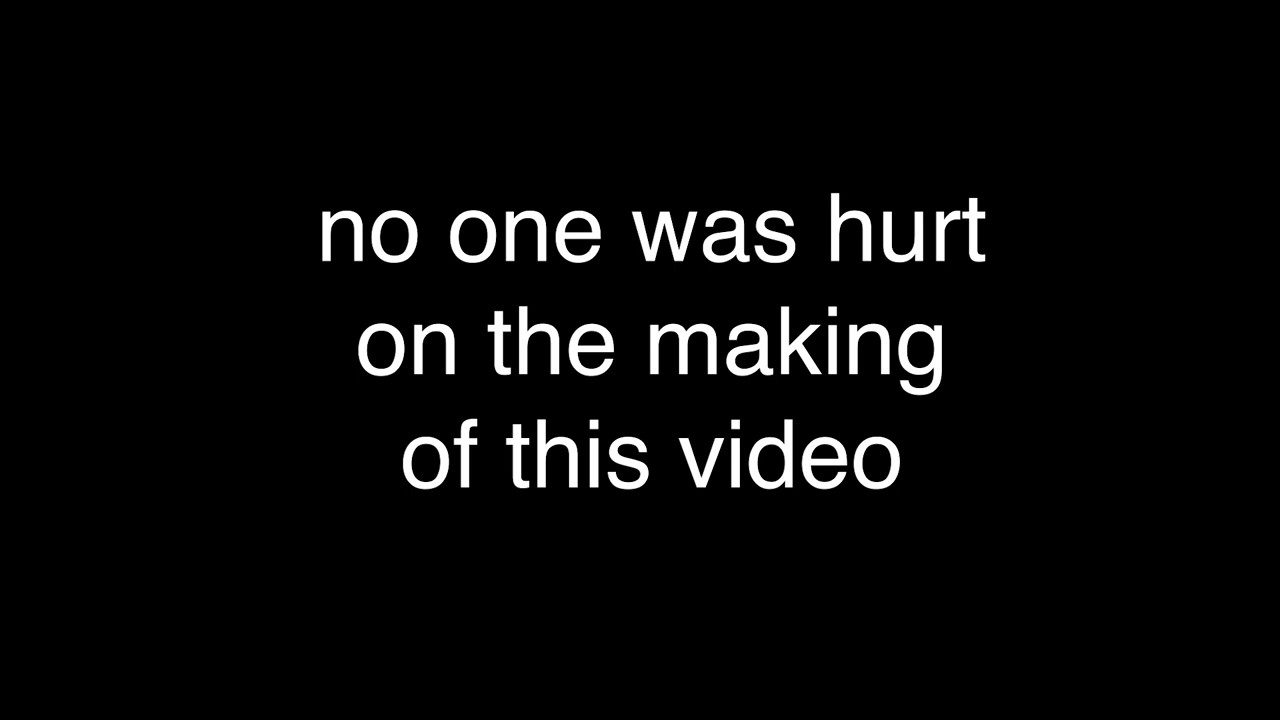 no one was hurt
on the making
of this video